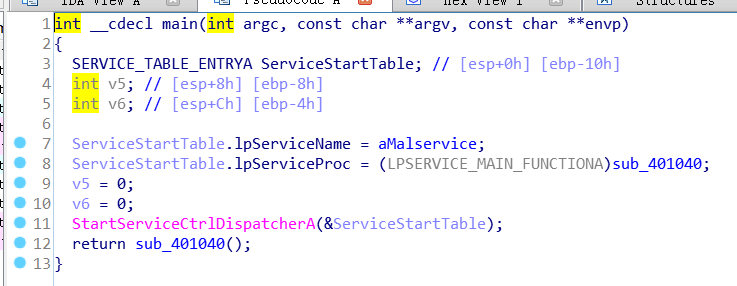 IDA View A Pseudocode A Hex View 1 Structures
1 int __cdecl main(int argc, const char **argv, const char **envp)
2 {
3 SERVICE_TABLE_ENTRYA ServiceStartTable; // [esp+0h] [ebp-10h]
4 int v5; // [esp+8h] [ebp-8h]
5 int v6; // [esp+Ch] [ebp-4h]
6
7 ServiceStartTable.lpServiceName = aMalservice;
8 ServiceStartTable.lpServiceProc = (LPSERVICE_MAIN_FUNCTIONA)sub_401040;
9 v5 = 0;
10 v6 = 0;
11 StartServiceCtrlDispatcherA(&ServiceStartTable);
12 return sub_401040();
13 }